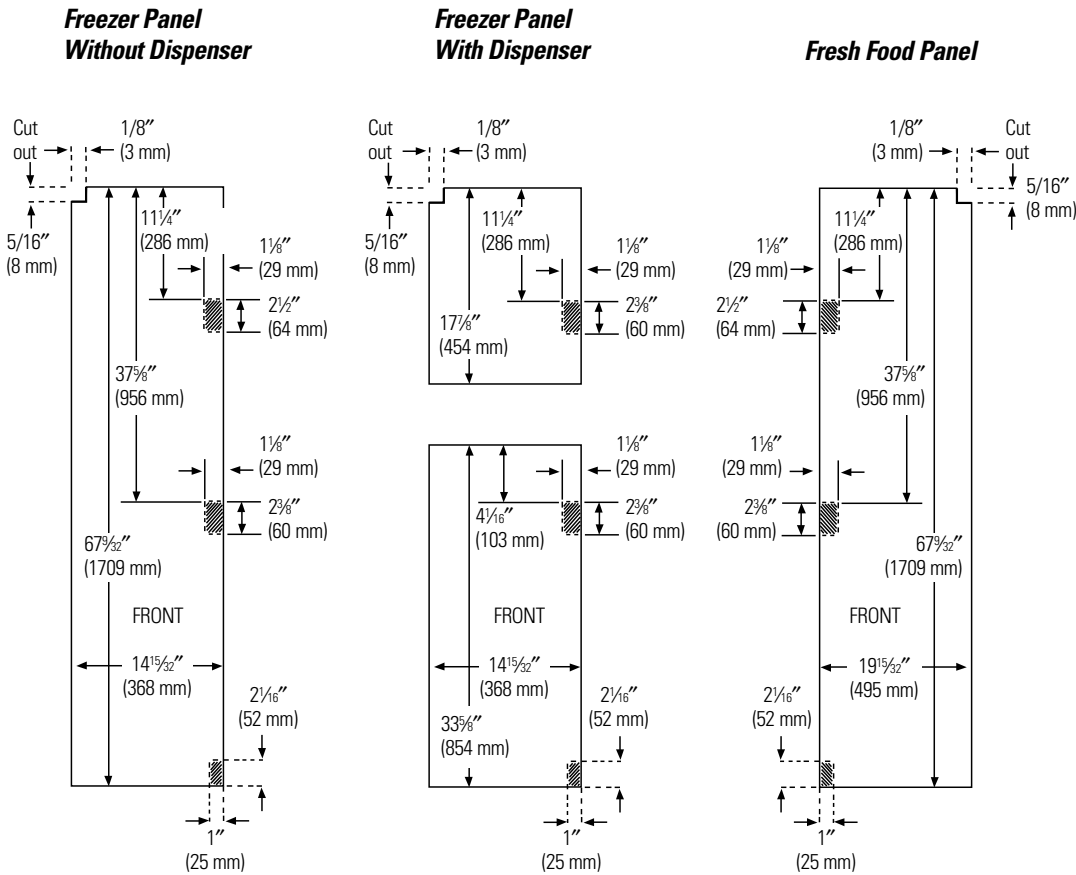 Freezer Panel
Without Dispenser
Freezer Panel
With Dispenser
Fresh Food Panel
Cut
out
1/8″
(3 mm)
5/16″
(8 mm)
11¼″
(286 mm)
1⅛″
(29 mm)
2½″
(64 mm)
37⅝″
(956 mm)
1⅛″
(29 mm)
2⅜″
(60 mm)
67⁹⁄₃₂″
(1709 mm)
FRONT
14¹⁵⁄₃₂″
(368 mm)
2¹⁄₁₆″
(52 mm)
1″
(25 mm)
Cut
out
1/8″
(3 mm)
5/16″
(8 mm)
11¼″
(286 mm)
1⅛″
(29 mm)
2⅜″
(60 mm)
17⅞″
(454 mm)
1⅛″
(29 mm)
4¹⁄₁₆″
(103 mm)
2⅜″
(60 mm)
FRONT
14¹⁵⁄₃₂″
(368 mm)
2¹⁄₁₆″
(52 mm)
33⅝″
(854 mm)
1″
(25 mm)
1/8″
(3 mm)
Cut
out
5/16″
(8 mm)
11¼″
(286 mm)
1⅛″
(29 mm)
2½″
(64 mm)
37⅝″
(956 mm)
1⅛″
(29 mm)
2⅜″
(60 mm)
67⁹⁄₃₂″
(1709 mm)
FRONT
19¹⁵⁄₃₂″
(495 mm)
2¹⁄₁₆″
(52 mm)
1″
(25 mm)